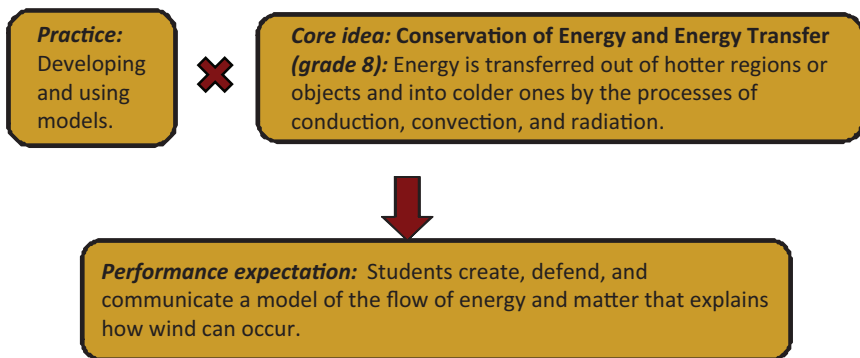 Practice:
Developing
and using
models.
Core idea: Conservation of Energy and Energy Transfer
(grade 8): Energy is transferred out of hotter regions or
objects and into colder ones by the processes of
conduction, convection, and radiation.
Performance expectation: Students create, defend, and
communicate a model of the flow of energy and matter that explains
how wind can occur.